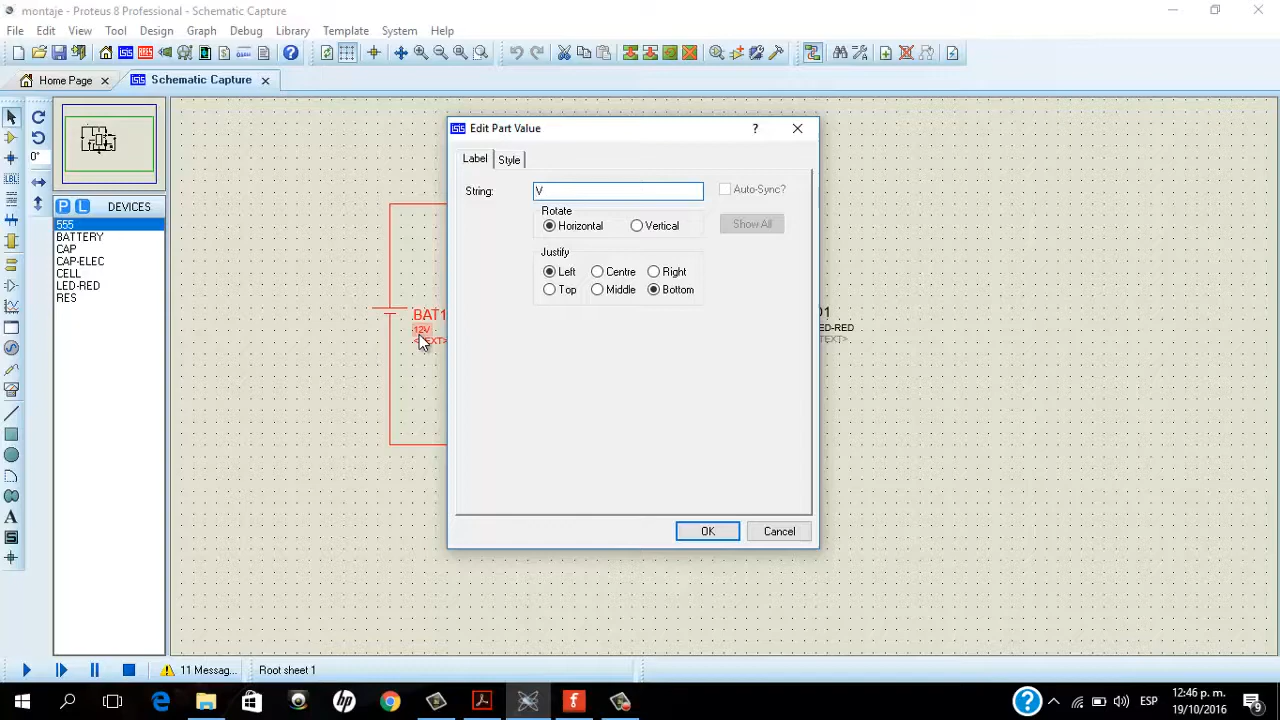 montaje - Proteus 8 Professional - Schematic Capture
File Edit View Tool Design Graph Debug Library Template System Help
Home Page
Schematic Capture
Edit Part Value
Label Style
String: V Auto-Sync?
Rotate
Horizontal Vertical Show All
Justify
Left Centre Right
Top Middle Bottom
OK Cancel
0°
LBL
P L DEVICES
555
BATTERY
CAP
CAP-ELEC
CELL
LED-RED
RES
A
BAT1
12V
ED-RED
11 Messag... Root sheet 1
ESP
12:46 p. m.
19/10/2016